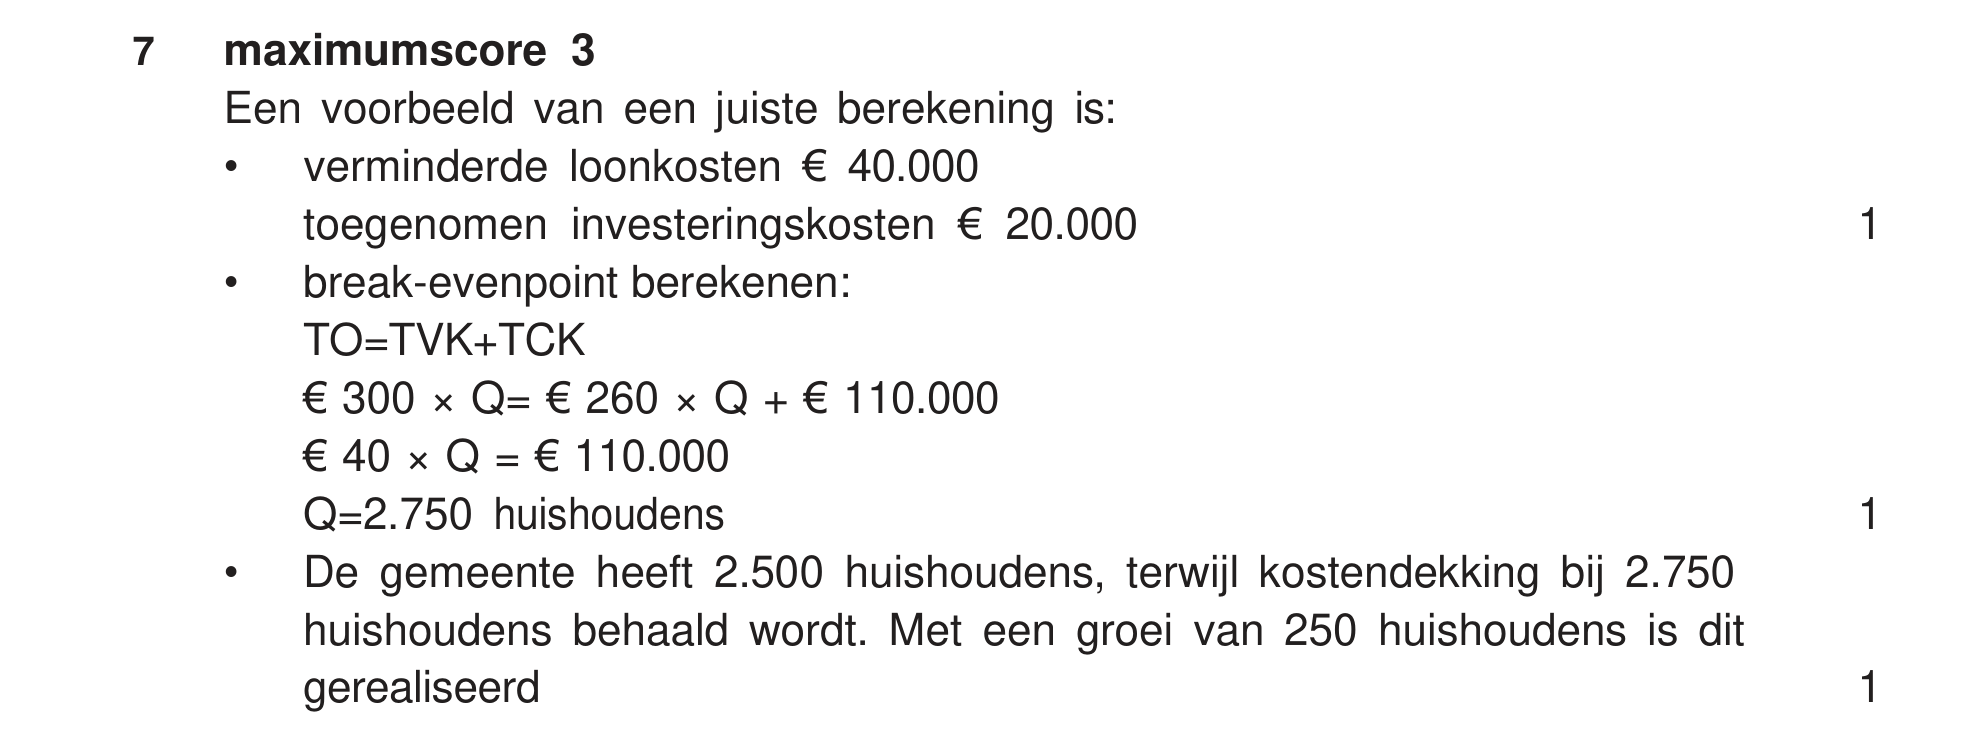 7 maximumscore 3
Een voorbeeld van een juiste berekening is:
• verminderde loonkosten € 40.000
toegenomen investeringskosten € 20.000 1
• break-evenpoint berekenen:
TO=TVK+TCK
€ 300 × Q= € 260 × Q + € 110.000
€ 40 × Q = € 110.000
Q=2.750 huishoudens 1
• De gemeente heeft 2.500 huishoudens, terwijl kostendekking bij 2.750
huishoudens behaald wordt. Met een groei van 250 huishoudens is dit
gerealiseerd 1